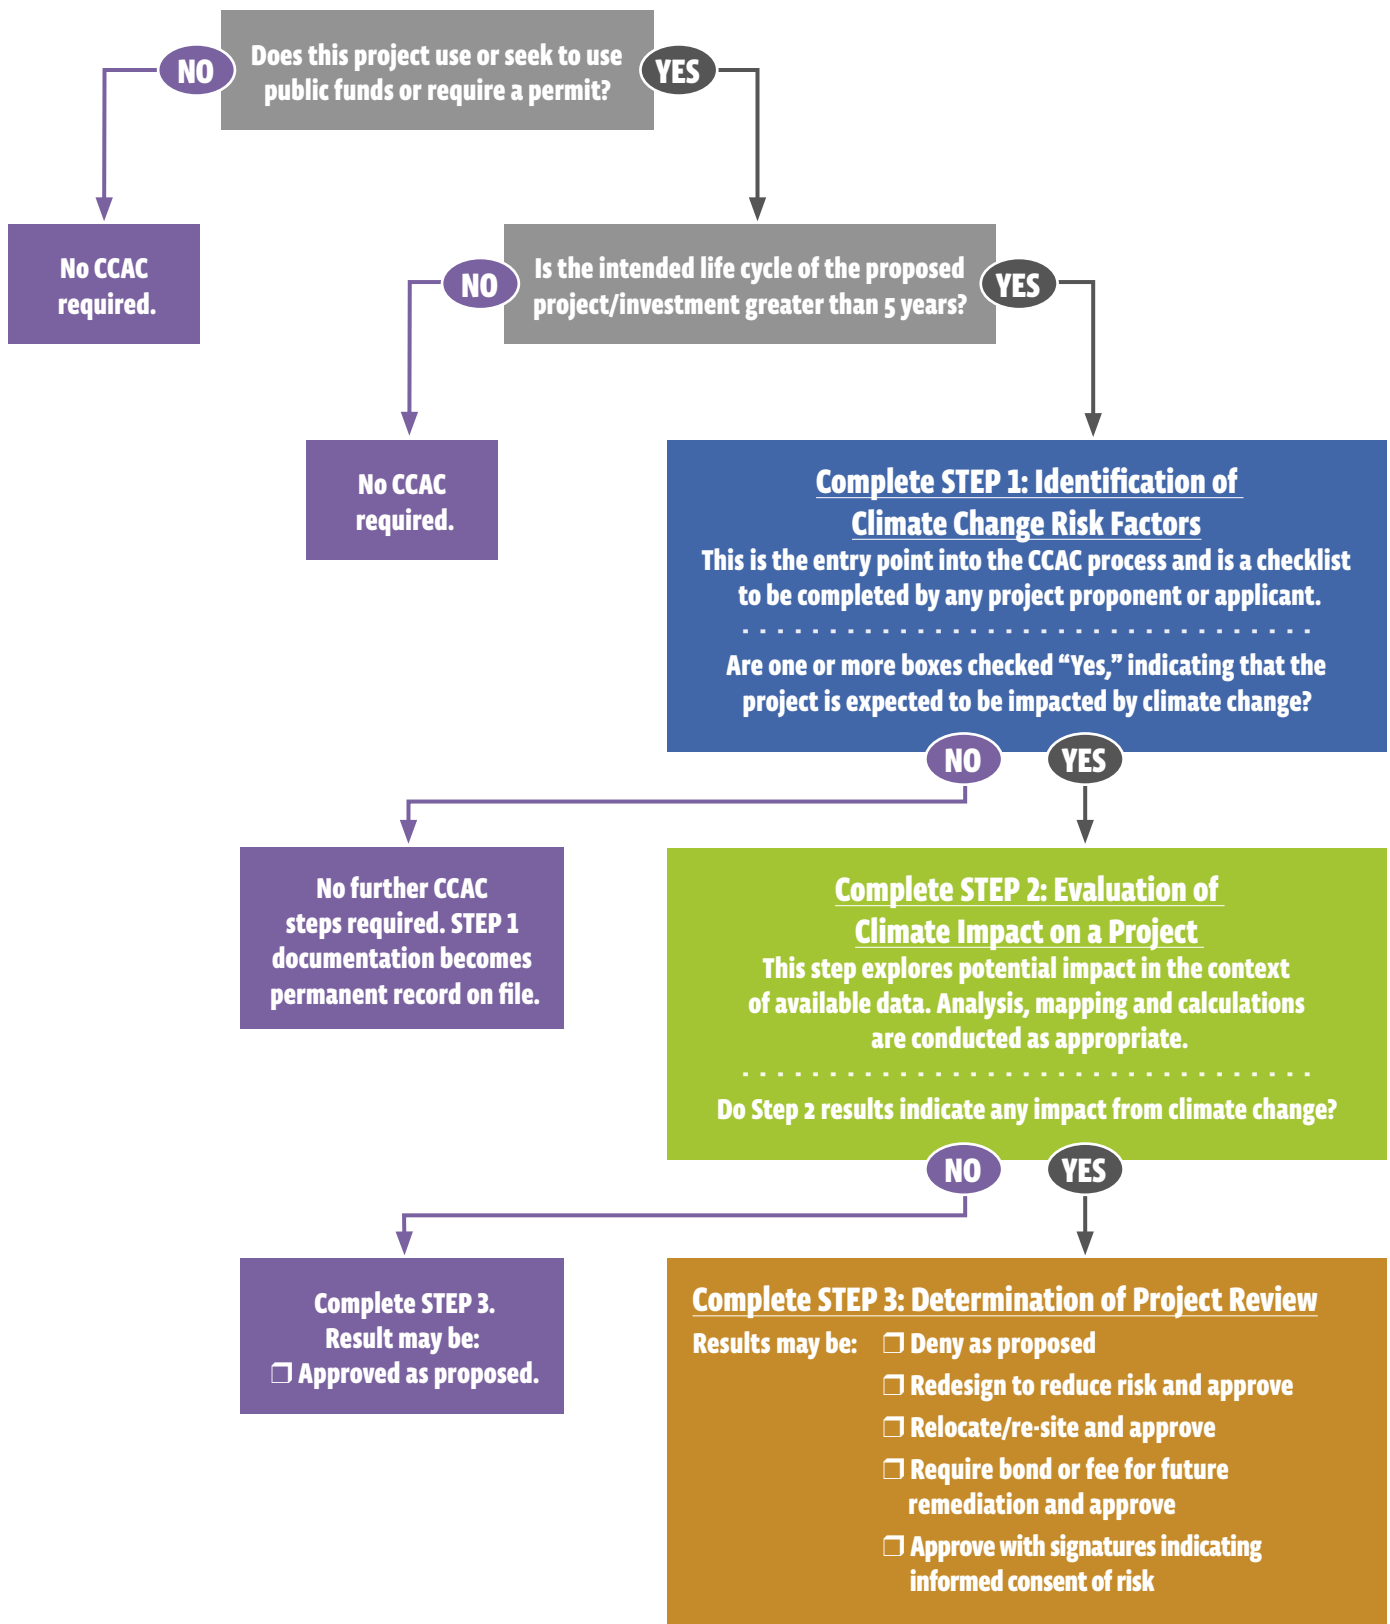 Does this project use or seek to use
public funds or require a permit?
NO
YES
No CCAC
required.
Is the intended life cycle of the proposed
project/investment greater than 5 years?
NO
YES
No CCAC
required.
Complete STEP 1: Identification of
Climate Change Risk Factors
This is the entry point into the CCAC process and is a checklist
to be completed by any project proponent or applicant.
Are one or more boxes checked “Yes,” indicating that the
project is expected to be impacted by climate change?
NO
YES
No further CCAC
steps required. STEP 1
documentation becomes
permanent record on file.
Complete STEP 2: Evaluation of
Climate Impact on a Project
This step explores potential impact in the context
of available data. Analysis, mapping and calculations
are conducted as appropriate.
Do Step 2 results indicate any impact from climate change?
NO
YES
Complete STEP 3.
Result may be:
❒ Approved as proposed.
Complete STEP 3: Determination of Project Review
Results may be: ❒ Deny as proposed
❒ Redesign to reduce risk and approve
❒ Relocate/re-site and approve
❒ Require bond or fee for future
remediation and approve
❒ Approve with signatures indicating
informed consent of risk